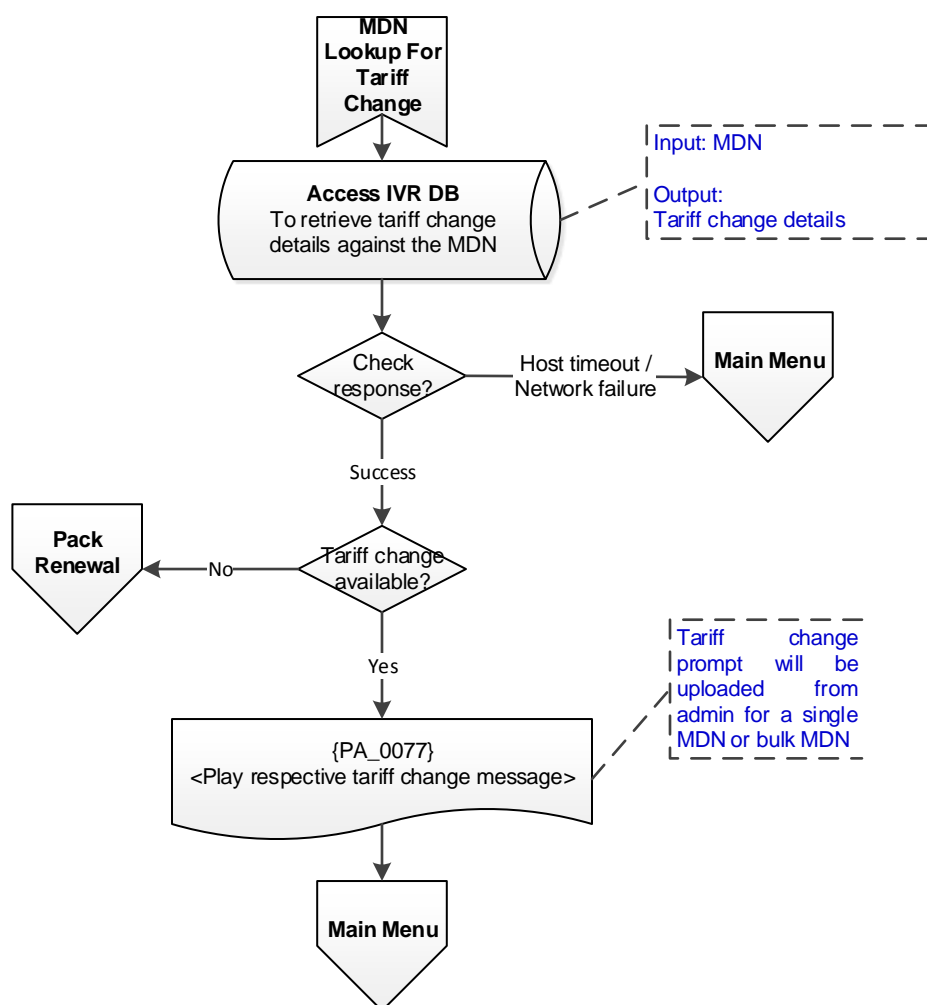 MDN
Lookup For
Tariff
Change
Access IVR DB
To retrieve tariff change
details against the MDN
Input: MDN
Output:
Tariff change details
Check
response?
Host timeout /
Network failure
Main Menu
Success
Pack
Renewal
No
Tariff change
available?
Yes
Tariff change
prompt will be
uploaded from
admin for a single
MDN or bulk MDN
{PA_0077}
<Play respective tariff change message>
Main Menu